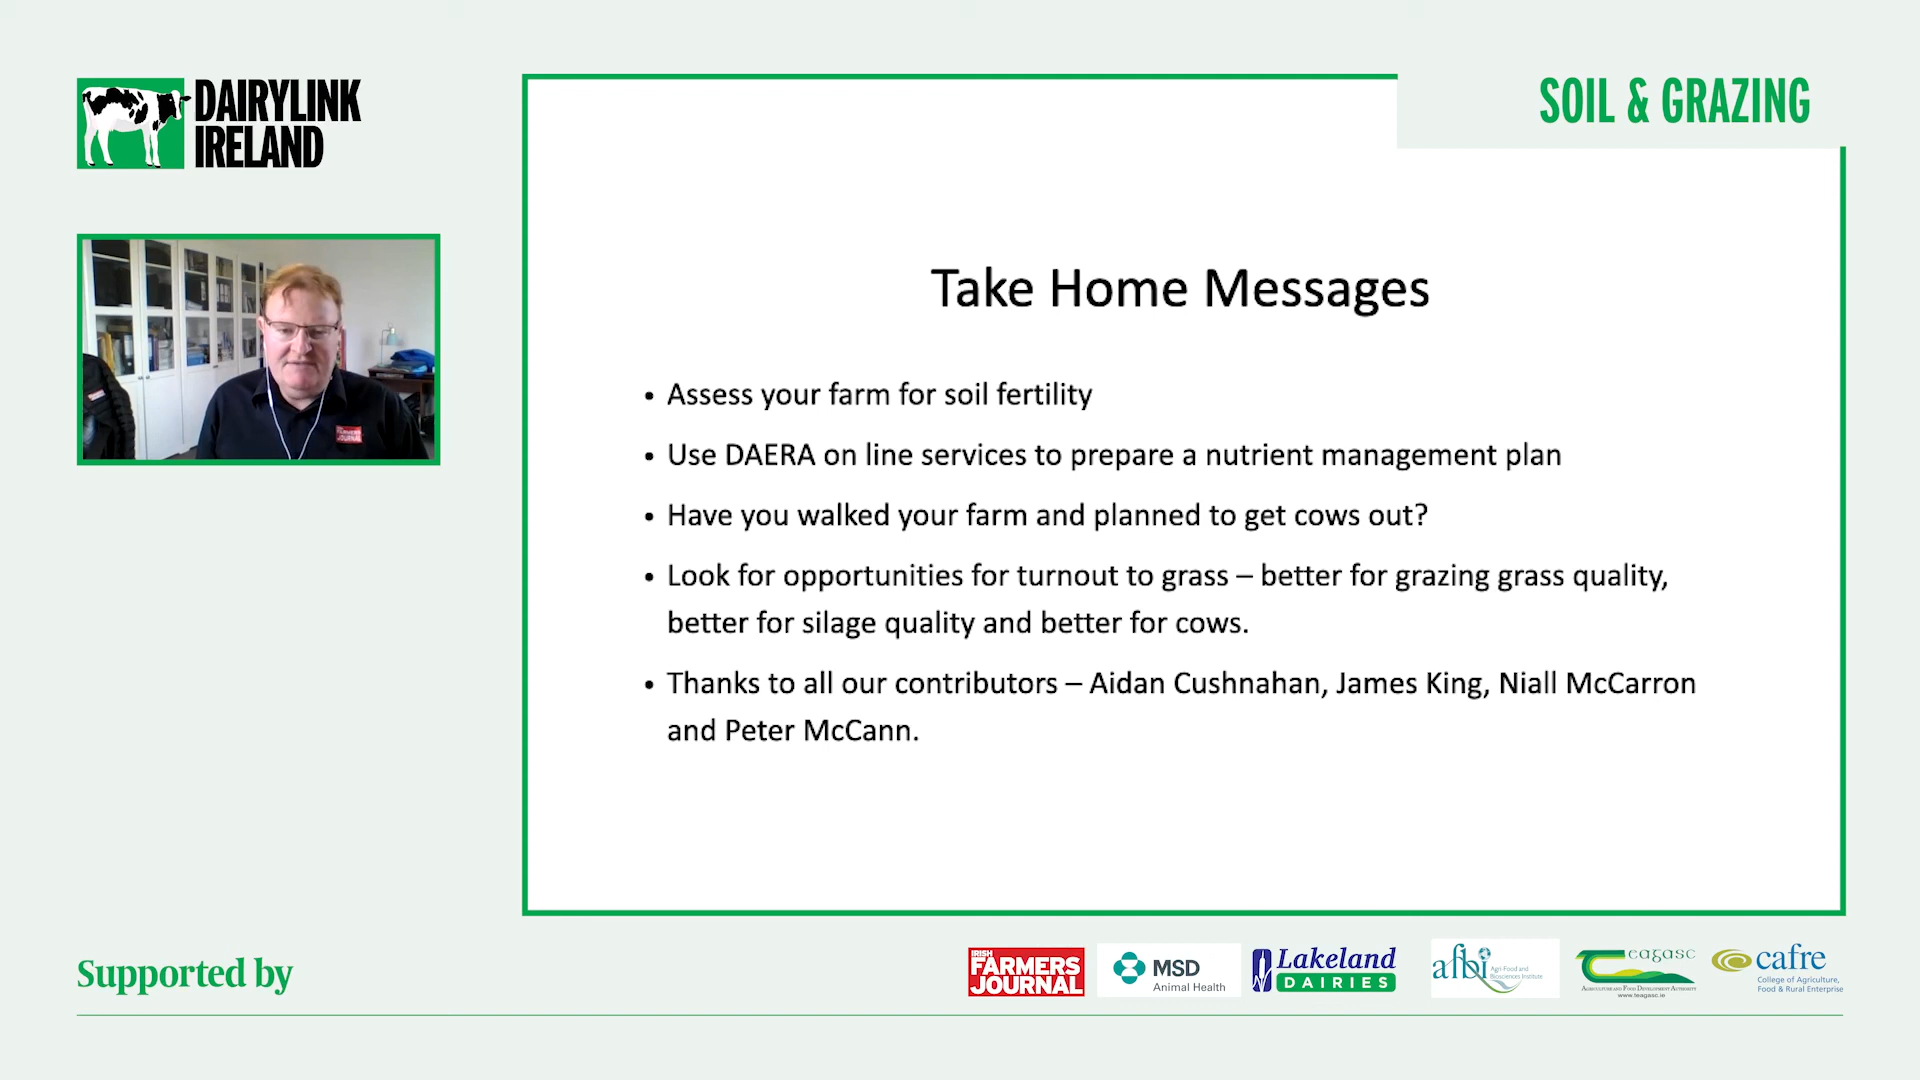 DAIRYLINK
IRELAND
SOIL & GRAZING
Take Home Messages
• Assess your farm for soil fertility
• Use DAERA on line services to prepare a nutrient management plan
• Have you walked your farm and planned to get cows out?
• Look for opportunities for turnout to grass – better for grazing grass quality,
better for silage quality and better for cows.
• Thanks to all our contributors – Aidan Cushnahan, James King, Niall McCarron
and Peter McCann.
FARMERS
JOURNAL
Supported by
IRISH
FARMERS
JOURNAL
MSD
Animal Health
Lakeland
DAIRIES
afbi
Agri Food and
Biosciences Institute
Teagasc
AGRICULTURE AND FOOD DEVELOPMENT AUTHORITY
www.teagasc.ie
cafre
College of Agriculture,
Food & Rural Enterprise